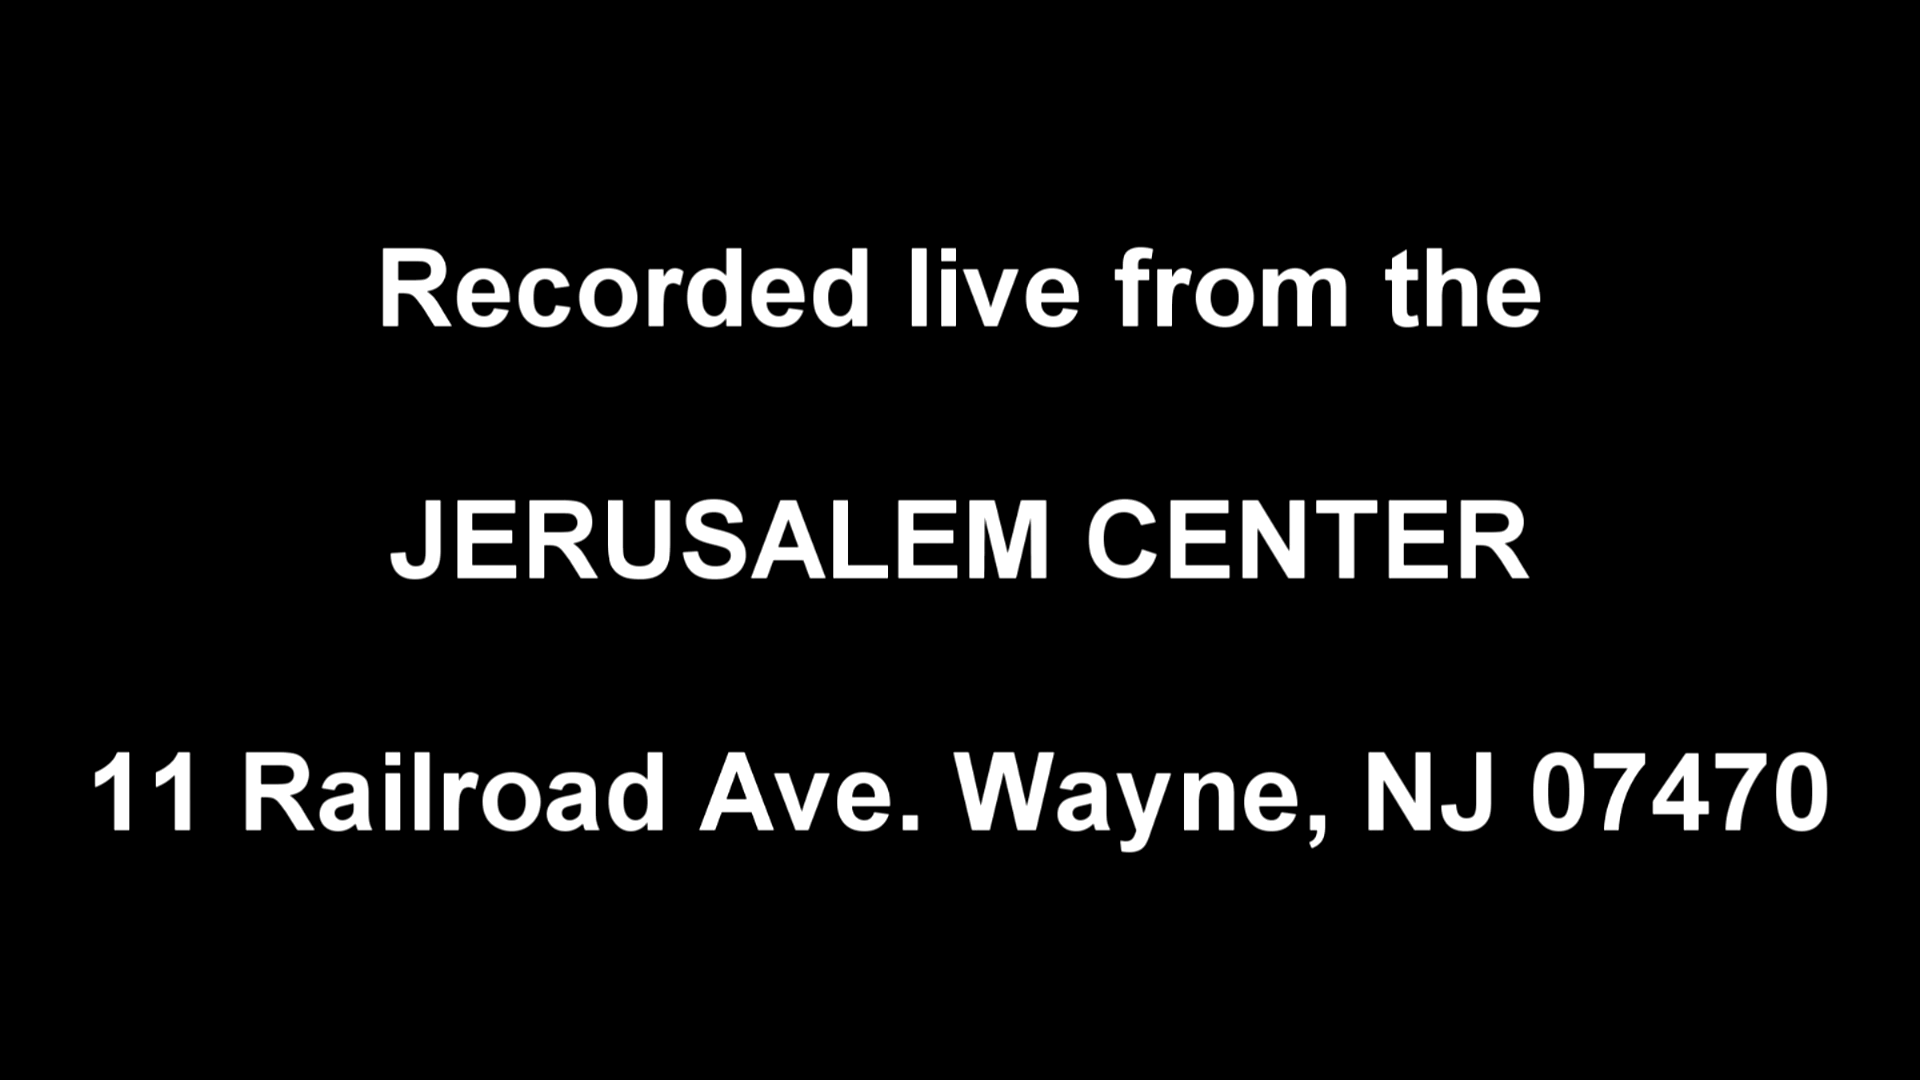 Recorded live from the
JERUSALEM CENTER
11 Railroad Ave. Wayne, NJ 07470